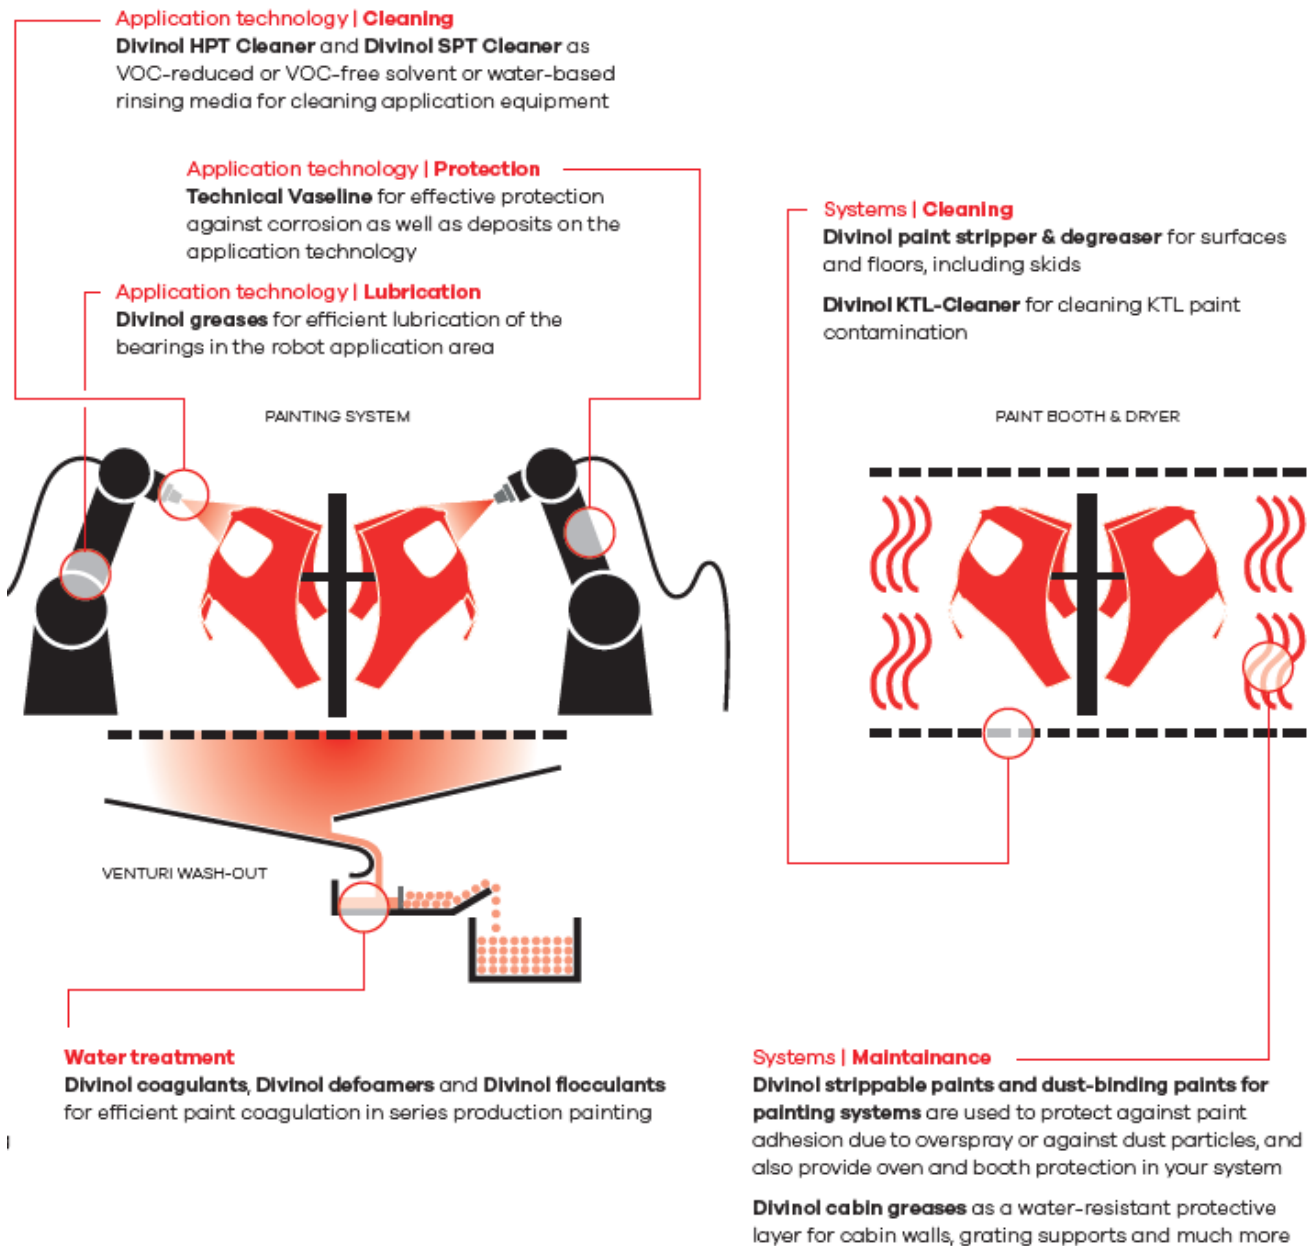 Application technology | Cleaning
Divinol HPT Cleaner and Divinol SPT Cleaner as
VOC-reduced or VOC-free solvent or water-based
rinsing media for cleaning application equipment
Application technology | Protection
Technical Vaseline for effective protection
against corrosion as well as deposits on the
application technology
Application technology | Lubrication
Divinol greases for efficient lubrication of the
bearings in the robot application area
Systems | Cleaning
Divinol paint stripper & degreaser for surfaces
and floors, including skids
Divinol KTL-Cleaner for cleaning KTL paint
contamination
PAINTING SYSTEM
PAINT BOOTH & DRYER
VENTURI WASH-OUT
Water treatment
Divinol coagulants, Divinol defoamers and Divinol flocculants
for efficient paint coagulation in series production painting
Systems | Maintainance
Divinol strippable paints and dust-binding paints for
painting systems are used to protect against paint
adhesion due to overspray or against dust particles, and
also provide oven and booth protection in your system
Divinol cabin greases as a water-resistant protective
layer for cabin walls, grating supports and much more